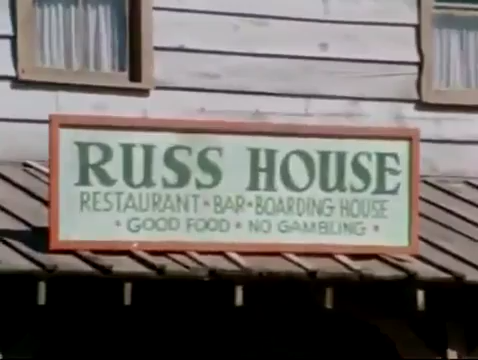 RUSS HOUSE
RESTAURANT • BAR • BOARDING HOUSE
• GOOD FOOD • NO GAMBLING •